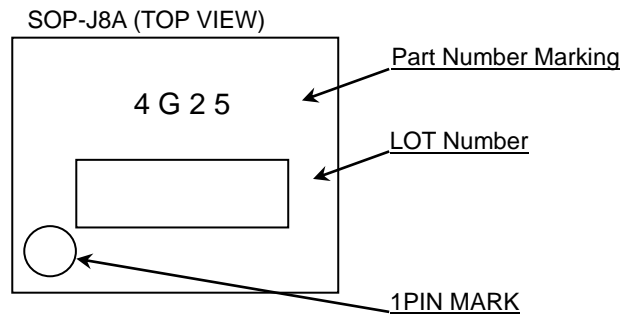 SOP-J8A (TOP VIEW)
Part Number Marking
4 G 2 5
LOT Number
1PIN MARK